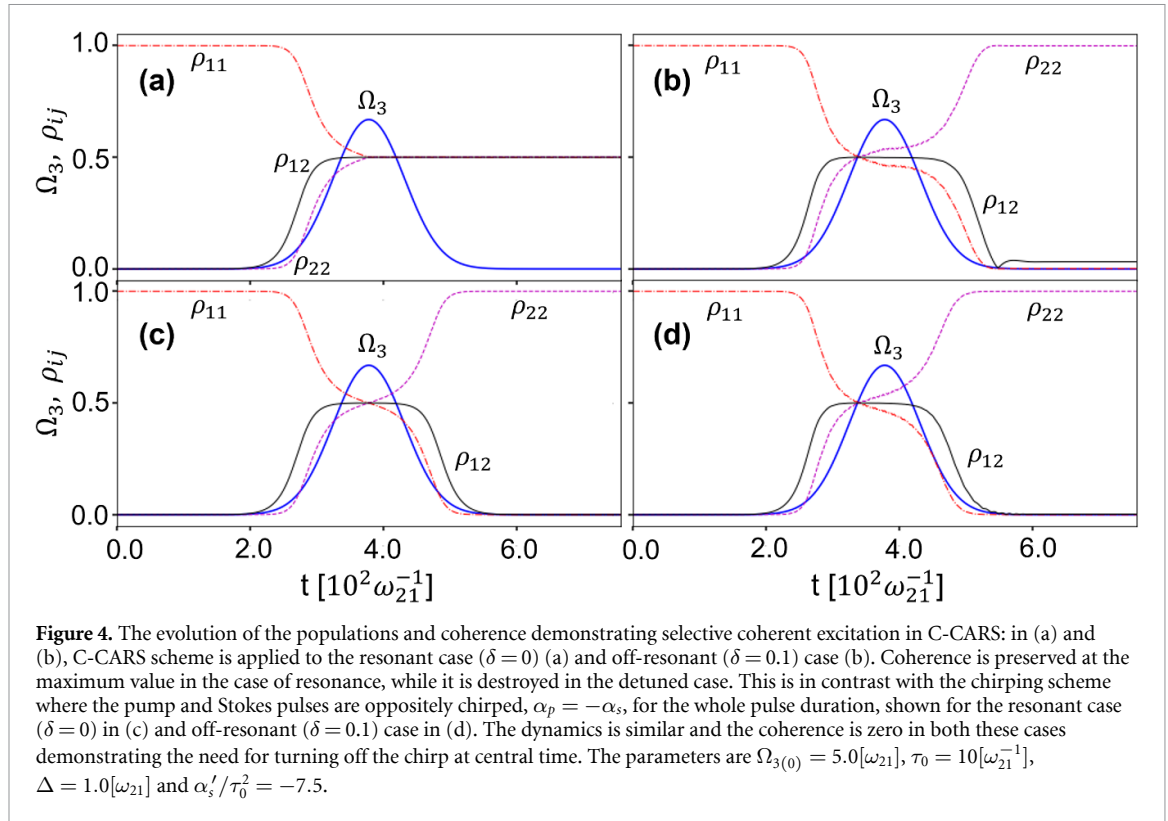 1.0
ρ11
(a)
Ω3
ρ12
ρ22
0.5
0.0
Ω3, ρij
ρ11
(b)
Ω3
ρ22
ρ12
1.0
ρ11
(c)
Ω3
ρ22
0.5
ρ12
0.0
Ω3, ρij
ρ11
(d)
Ω3
ρ22
ρ12
0.0 2.0 4.0 6.0
0.0 2.0 4.0 6.0
t [10² ω₂₁⁻¹]
t [10² ω₂₁⁻¹]
Figure 4. The evolution of the populations and coherence demonstrating selective coherent excitation in C-CARS: in (a) and
(b), C-CARS scheme is applied to the resonant case (δ = 0) (a) and off-resonant (δ = 0.1) case (b). Coherence is preserved at the
maximum value in the case of resonance, while it is destroyed in the detuned case. This is in contrast with the chirping scheme
where the pump and Stokes pulses are oppositely chirped, αp = −αs, for the whole pulse duration, shown for the resonant case
(δ = 0) in (c) and off-resonant (δ = 0.1) case in (d). The dynamics is similar and the coherence is zero in both these cases
demonstrating the need for turning off the chirp at central time. The parameters are Ω3(0) = 5.0[ω21], τ0 = 10[ω₂₁⁻¹],
Δ = 1.0[ω21] and αs′/τ0² = −7.5.